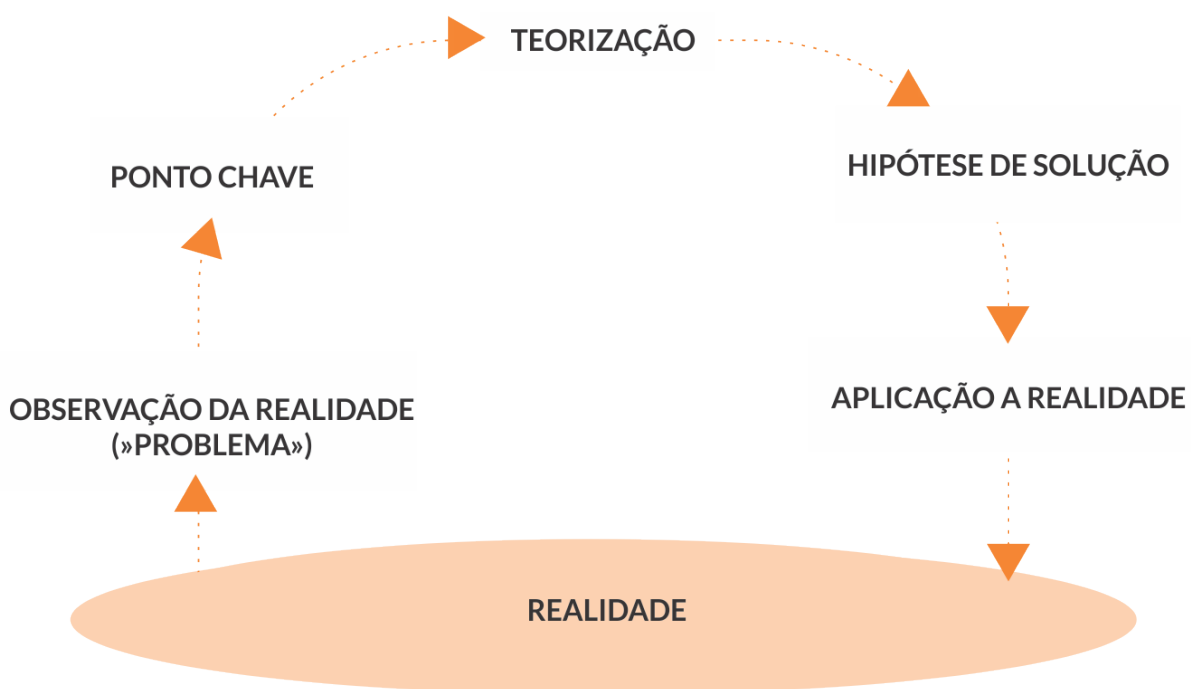 TEORIZAÇÃO
PONTO CHAVE
HIPÓTESE DE SOLUÇÃO
OBSERVAÇÃO DA REALIDADE
(»PROBLEMA»)
APLICAÇÃO A REALIDADE
REALIDADE